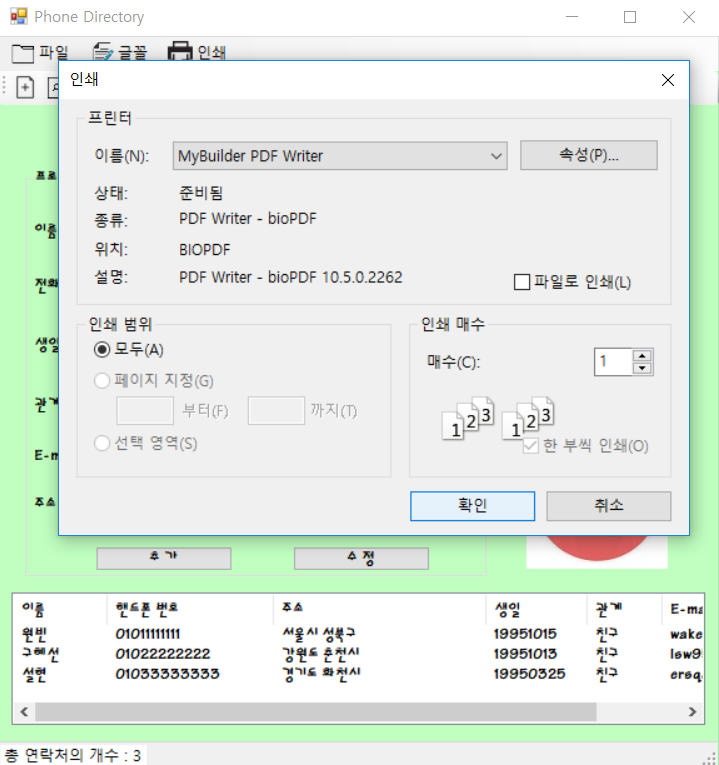 Phone Directory
파일 글꼴 인쇄
인쇄
프린터
이름(N): MyBuilder PDF Writer 속성(P)...
상태: 준비됨
종류: PDF Writer - bioPDF
위치: BIOPDF
설명: PDF Writer - bioPDF 10.5.0.2262
파일로 인쇄(L)
인쇄 범위
모두(A)
페이지 지정(G)
부터(F) 까지(T)
선택 영역(S)
인쇄 매수
매수(C): 1
1 2 3 1 2 3
한 부씩 인쇄(O)
확인 취소
프로
이름
전화
생일
관계
E-m
주소
추가 수정
이름 핸드폰 번호 주소 생일 관계 E-ma
원빈 01011111111 서울시 성북구 19951015 친구 wake
구혜선 01022222222 강원도 춘천시 19951013 친구 lsw9
설현 01033333333 경기도 화천시 19950325 친구 ersq
총 연락처의 개수 : 3